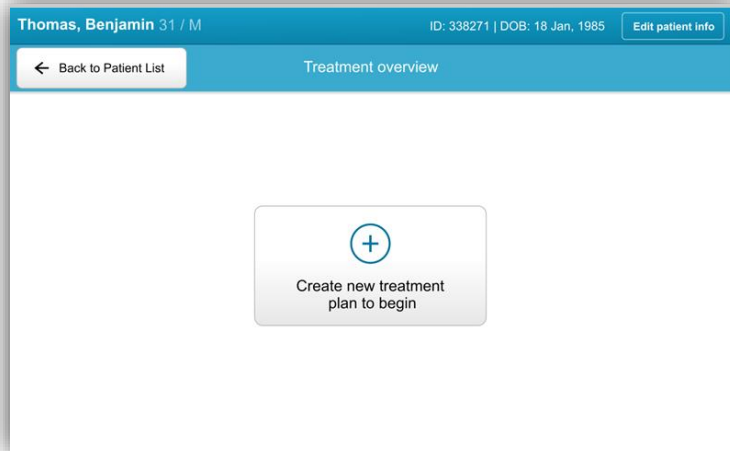 Thomas, Benjamin 31 / M
ID: 338271 | DOB: 18 Jan, 1985
Edit patient info
← Back to Patient List
Treatment overview
Create new treatment
plan to begin